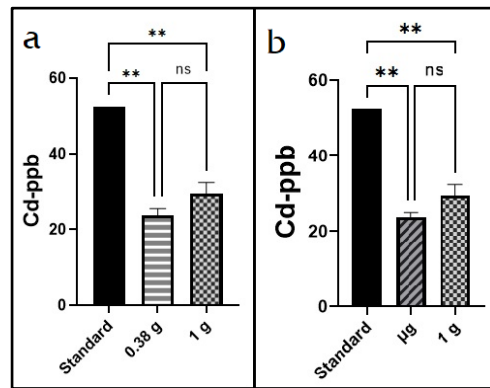 a
**
**
ns
Cd-ppb
60
40
20
0
Standard
0.38 g
1 g
b
**
**
ns
Cd-ppb
60
40
20
0
Standard
µg
1 g